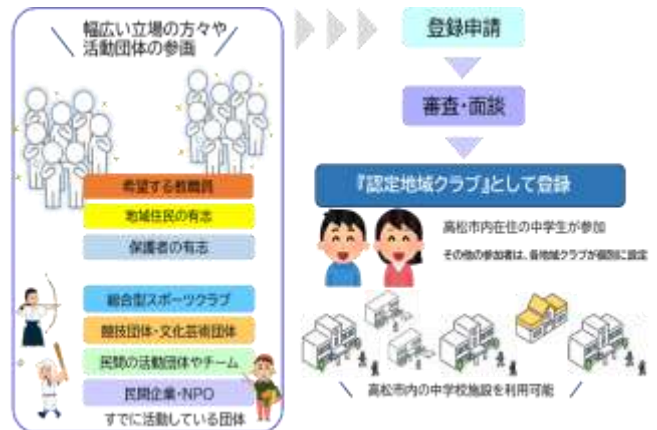 幅広い立場の方々や
活動団体の参画
希望する教職員
地域住民の有志
保護者の有志
総合型スポーツクラブ
競技団体・文化芸術団体
民間の活動団体やチーム
民間企業・NPO
すでに活動している団体
登録申請
審査・面談
『認定地域クラブ』として登録
高松市内在住の中学生が参加
その他の参加者は、各地域クラブが個別に設定
高松市内の中学校施設を利用可能